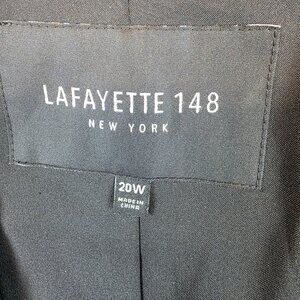 LAFAYETTE 148
NEW YORK
20W
MADE IN
CHINA